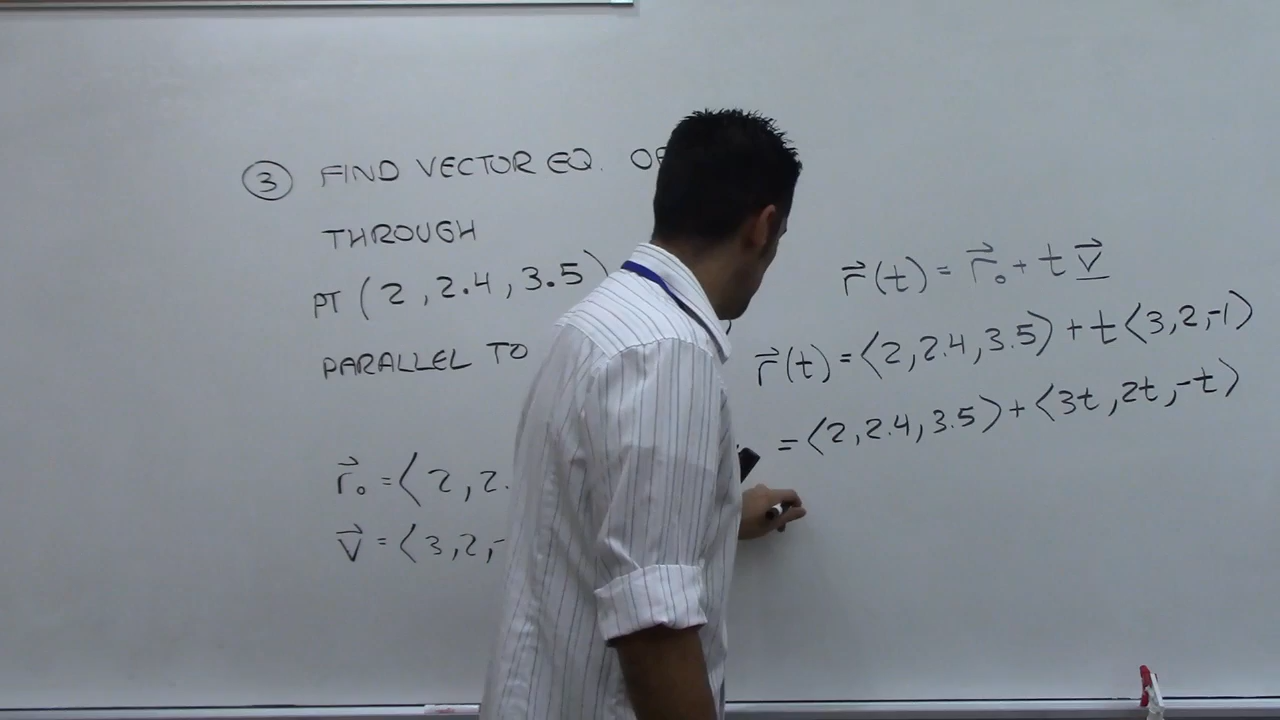 ③ FIND VECTOR EQ. OF
THROUGH
PT (2, 2.4, 3.5)
PARALLEL TO
r⃗₀ = ⟨2, 2.
v⃗ = ⟨3, 2, -
r⃗(t) = r⃗₀ + t v⃗
r⃗(t) = ⟨2, 2.4, 3.5⟩ + t⟨3, 2, -1⟩
= ⟨2, 2.4, 3.5⟩ + ⟨3t, 2t, -t⟩